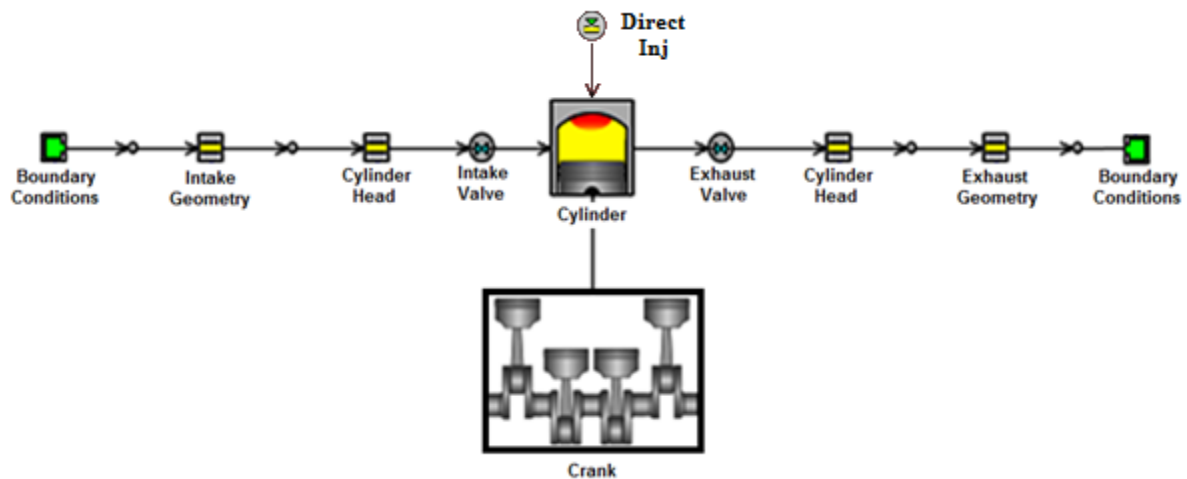 Direct
Inj
Boundary
Conditions
Intake
Geometry
Cylinder
Head
Intake
Valve
Cylinder
Exhaust
Valve
Cylinder
Head
Exhaust
Geometry
Boundary
Conditions
Crank